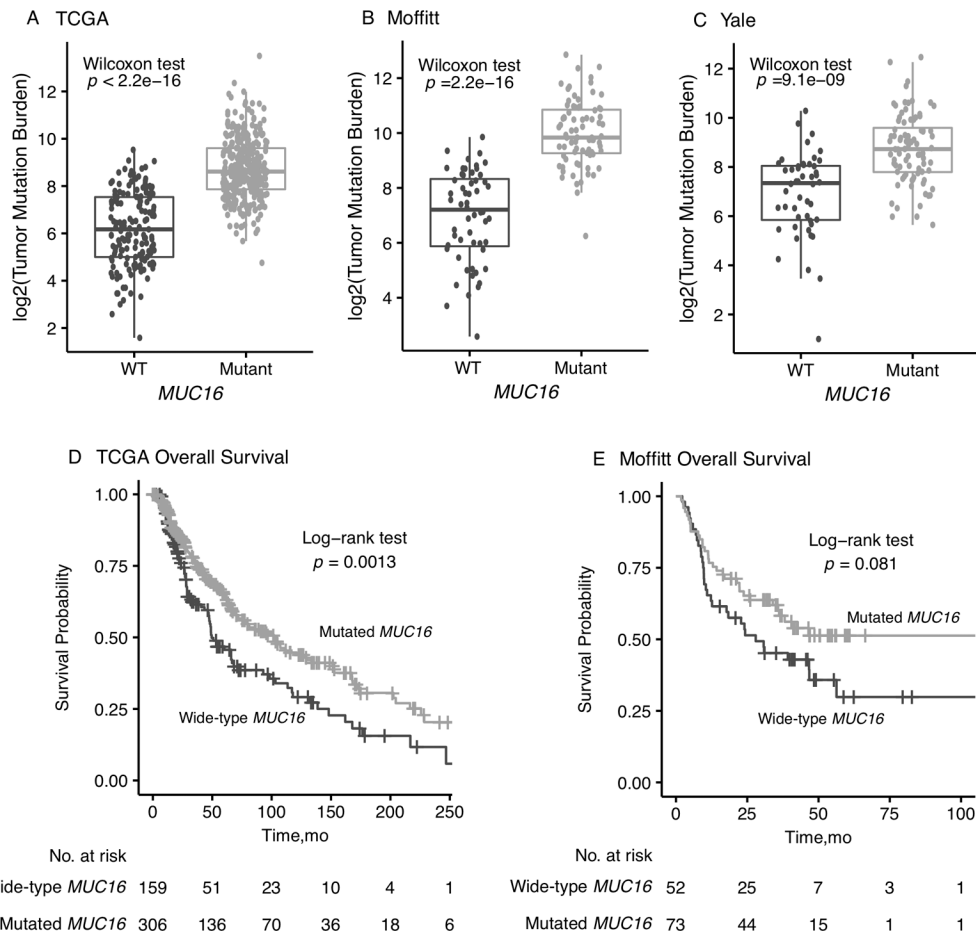 A TCGA
Wilcoxon test
p < 2.2e−16
log2(Tumor Mutation Burden)
12
10
8
6
4
2
WT Mutant
MUC16
B Moffitt
Wilcoxon test
p =2.2e−16
log2(Tumor Mutation Burden)
12
10
8
6
4
WT Mutant
MUC16
C Yale
Wilcoxon test
p =9.1e−09
log2(Tumor Mutation Burden)
12
10
8
6
4
2
WT Mutant
MUC16
D TCGA Overall Survival
Log−rank test
p = 0.0013
Survival Probability
1.00
0.75
0.50
0.25
0.00
Mutated MUC16
Wide-type MUC16
0 50 100 150 200 250
Time,mo
No. at risk
ide-type MUC16 159 51 23 10 4 1
Mutated MUC16 306 136 70 36 18 6
E Moffitt Overall Survival
Log−rank test
p = 0.081
Survival Probability
1.00
0.75
0.50
0.25
0.00
Mutated MUC16
Wide-type MUC16
0 25 50 75 100
Time,mo
No. at risk
Wide-type MUC16 52 25 7 3 1
Mutated MUC16 73 44 15 1 1